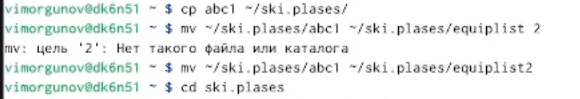 vimorgunov@dk6n51 ~ $ cp abc1 ~/ski.plases/
vimorgunov@dk6n51 ~ $ mv ~/ski.plases/abc1 ~/ski.plases/equiplist 2
mv: цель '2': Нет такого файла или каталога
vimorgunov@dk6n51 ~ $ mv ~/ski.plases/abc1 ~/ski.plases/equiplist2
vimorgunov@dk6n51 ~ $ cd ski.plases